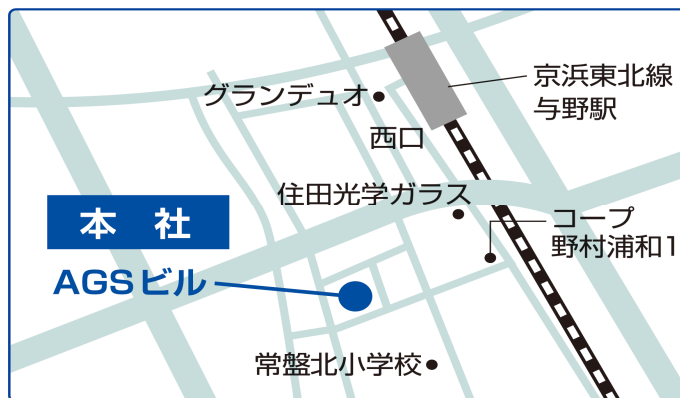 京浜東北線
与野駅
グランデュオ
西口
住田光学ガラス
本 社
コープ
野村浦和1
AGSビル
常盤北小学校